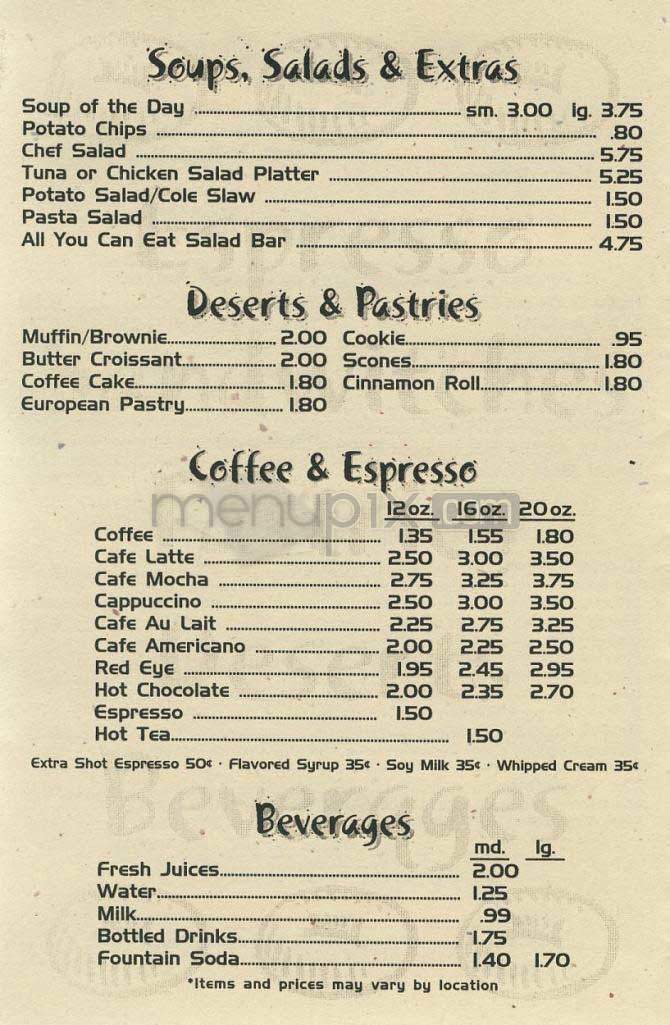 Soups, Salads & Extras
Soup of the Day sm. 3.00 lg. 3.75
Potato Chips .80
Chef Salad 5.75
Tuna or Chicken Salad Platter 5.25
Potato Salad/Cole Slaw 1.50
Pasta Salad 1.50
All You Can Eat Salad Bar 4.75
Deserts & Pastries
Muffin/Brownie 2.00 Cookie .95
Butter Croissant 2.00 Scones 1.80
Coffee Cake 1.80 Cinnamon Roll 1.80
European Pastry 1.80
Coffee & Espresso
menupix.com
12 oz. 16 oz. 20 oz.
Coffee 1.35 1.55 1.80
Cafe Latte 2.50 3.00 3.50
Cafe Mocha 2.75 3.25 3.75
Cappuccino 2.50 3.00 3.50
Cafe Au Lait 2.25 2.75 3.25
Cafe Americano 2.00 2.25 2.50
Red Eye 1.95 2.45 2.95
Hot Chocolate 2.00 2.35 2.70
Espresso 1.50
Hot Tea 1.50
Extra Shot Espresso 50¢ · Flavored Syrup 35¢ · Soy Milk 35¢ · Whipped Cream 35¢
Beverages
md. lg.
Fresh Juices 2.00
Water 1.25
Milk .99
Bottled Drinks 1.75
Fountain Soda 1.40 1.70
*Items and prices may vary by location